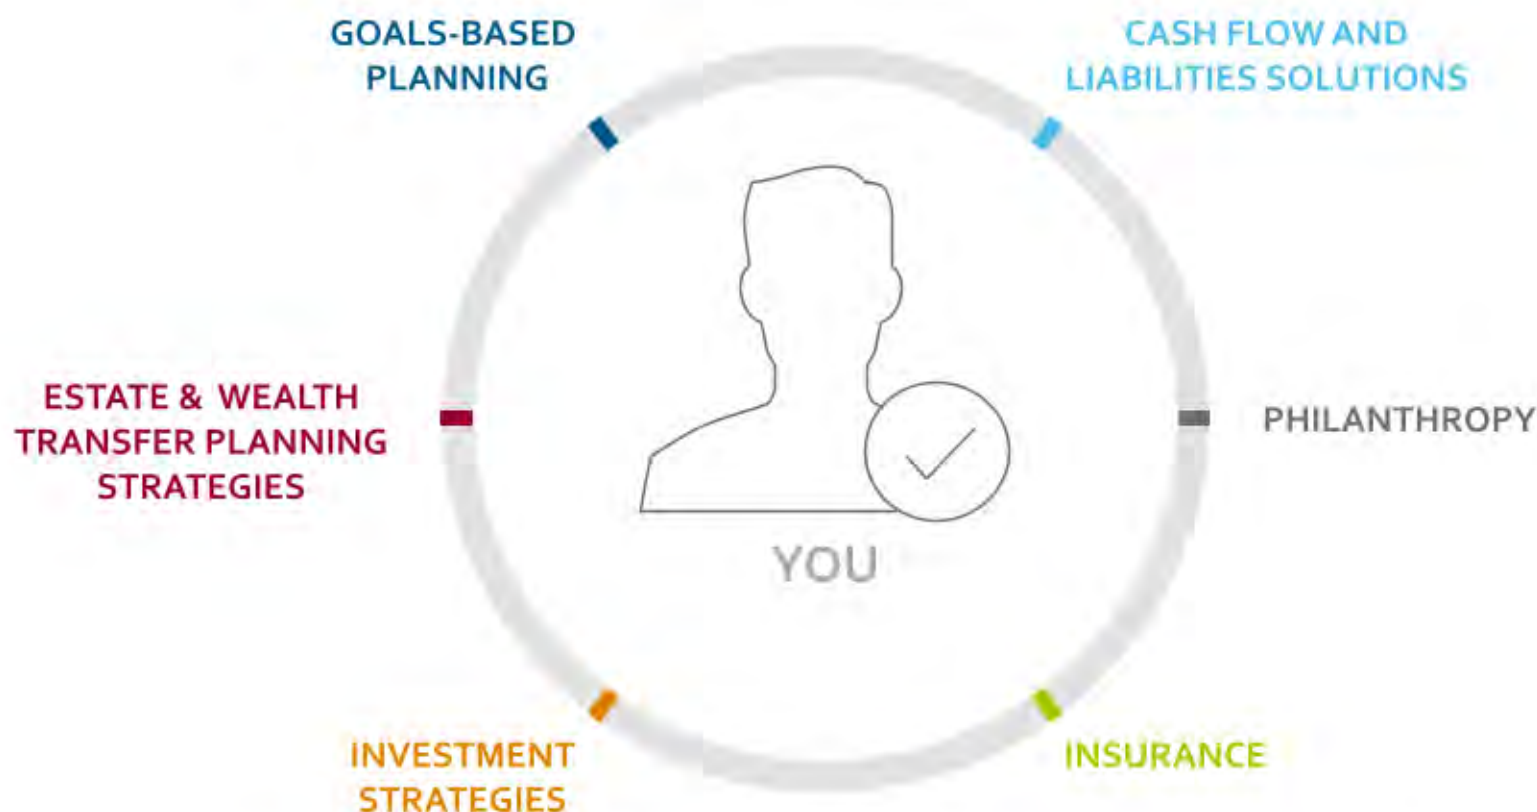 GOALS-BASED
PLANNING
CASH FLOW AND
LIABILITIES SOLUTIONS
ESTATE & WEALTH
TRANSFER PLANNING
STRATEGIES
PHILANTHROPY
YOU
INVESTMENT
STRATEGIES
INSURANCE